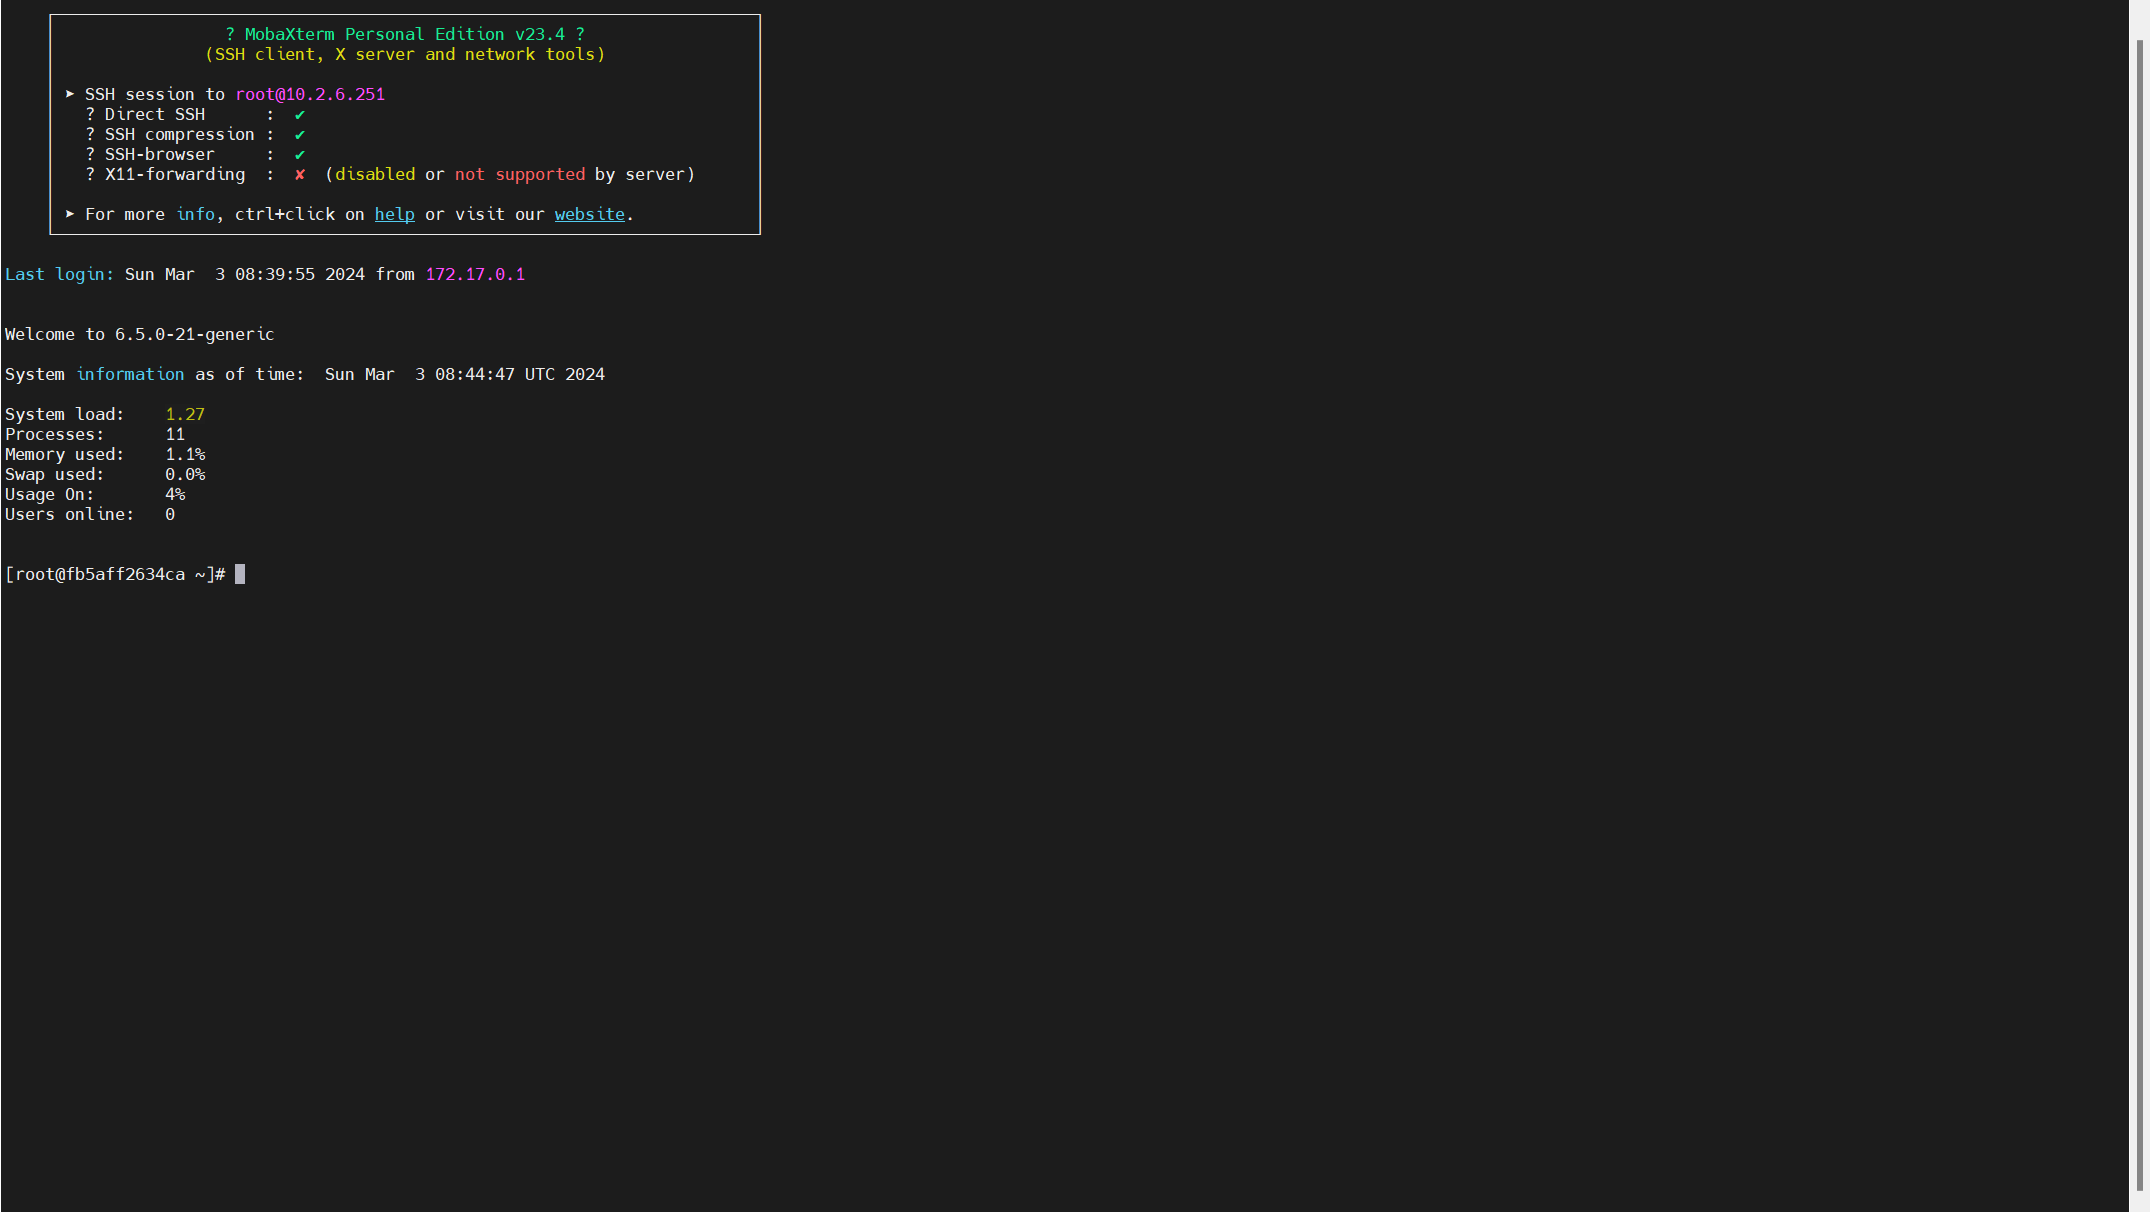 ? MobaXterm Personal Edition v23.4 ?
(SSH client, X server and network tools)
➤ SSH session to root@10.2.6.251
? Direct SSH      :  ✔
? SSH compression :  ✔
? SSH-browser     :  ✔
? X11-forwarding  :  ✘  (disabled or not supported by server)
➤ For more info, ctrl+click on help or visit our website.
Last login: Sun Mar  3 08:39:55 2024 from 172.17.0.1
Welcome to 6.5.0-21-generic
System information as of time:  Sun Mar  3 08:44:47 UTC 2024
System load:    1.27
Processes:      11
Memory used:    1.1%
Swap used:      0.0%
Usage On:       4%
Users online:   0
[root@fb5aff2634ca ~]#